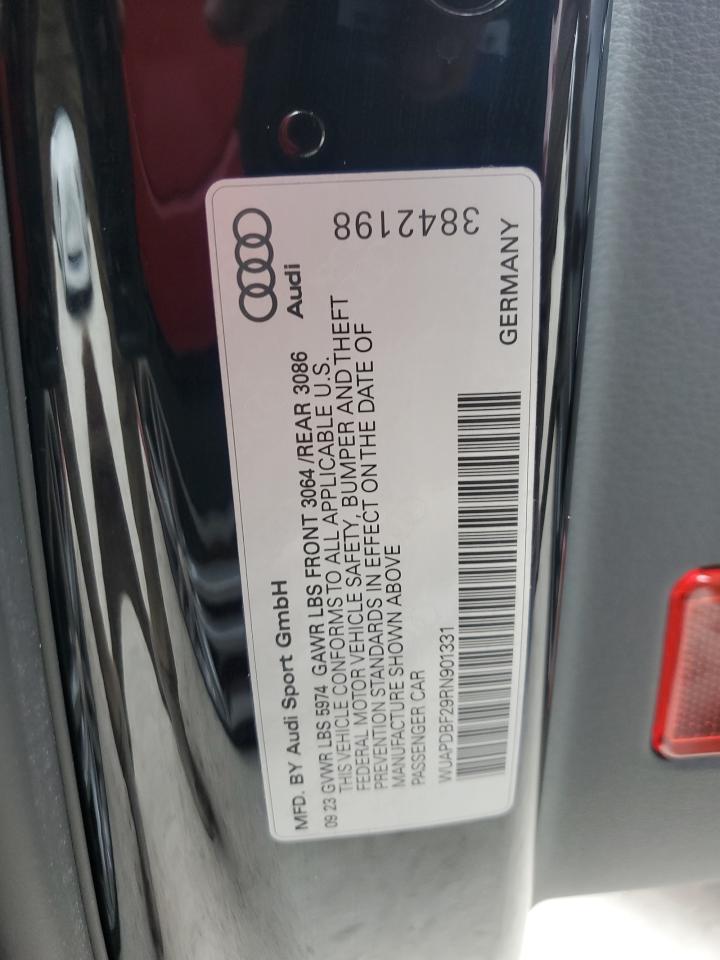 MFD. BY Audi Sport GmbH
09.23 GVWR LBS 5974 GAWR LBS FRONT 3064/REAR 3086
THIS VEHICLE CONFORMS TO ALL APPLICABLE U.S.
FEDERAL MOTOR VEHICLE SAFETY, BUMPER AND THEFT
PREVENTION STANDARDS IN EFFECT ON THE DATE OF
MANUFACTURE SHOWN ABOVE
PASSENGER CAR
WUAPDBF29RN901331
Audi
3842198
GERMANY